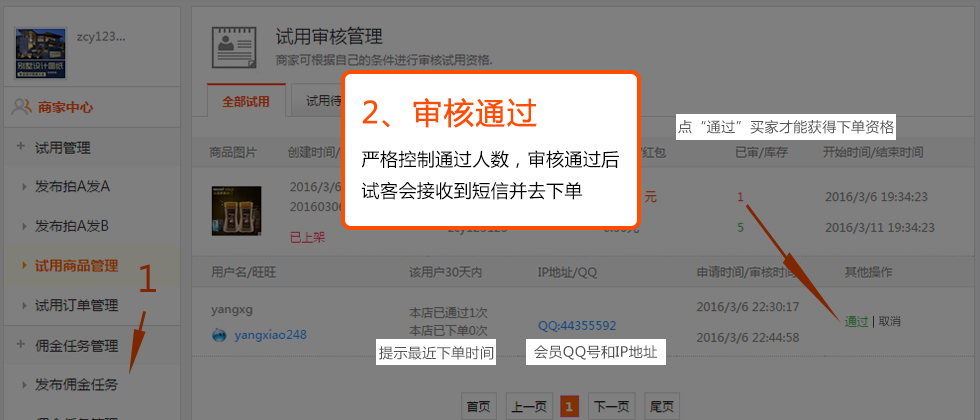 zcy123...
别墅设计图纸
商家中心
试用管理
发布拍A发A
发布拍A发B
试用商品管理
1
试用订单管理
佣金任务管理
发布佣金任务
试用审核管理
商家可根据自己的条件进行审核试用资格.
全部试用
试用待
2、审核通过
严格控制通过人数，审核通过后
试客会接收到短信并去下单
点“通过”买家才能获得下单资格
商品图片 创建时间/ 红包 已审/库存 开始时间/结束时间
2016/3/6 元 1 2016/3/6 19:34:23
20160306 5 2016/3/11 19:34:23
已上架
用户名/旺旺 该用户30天内 IP地址/QQ 申请时间/审核时间 其他操作
yangxg 本店已通过1次 2016/3/6 22:30:17
通过 | 取消
yangxiao248 本店已下单0次 QQ:44355592 2016/3/6 22:44:58
提示最近下单时间 会员QQ号和IP地址
首页 上一页 1 下一页 尾页